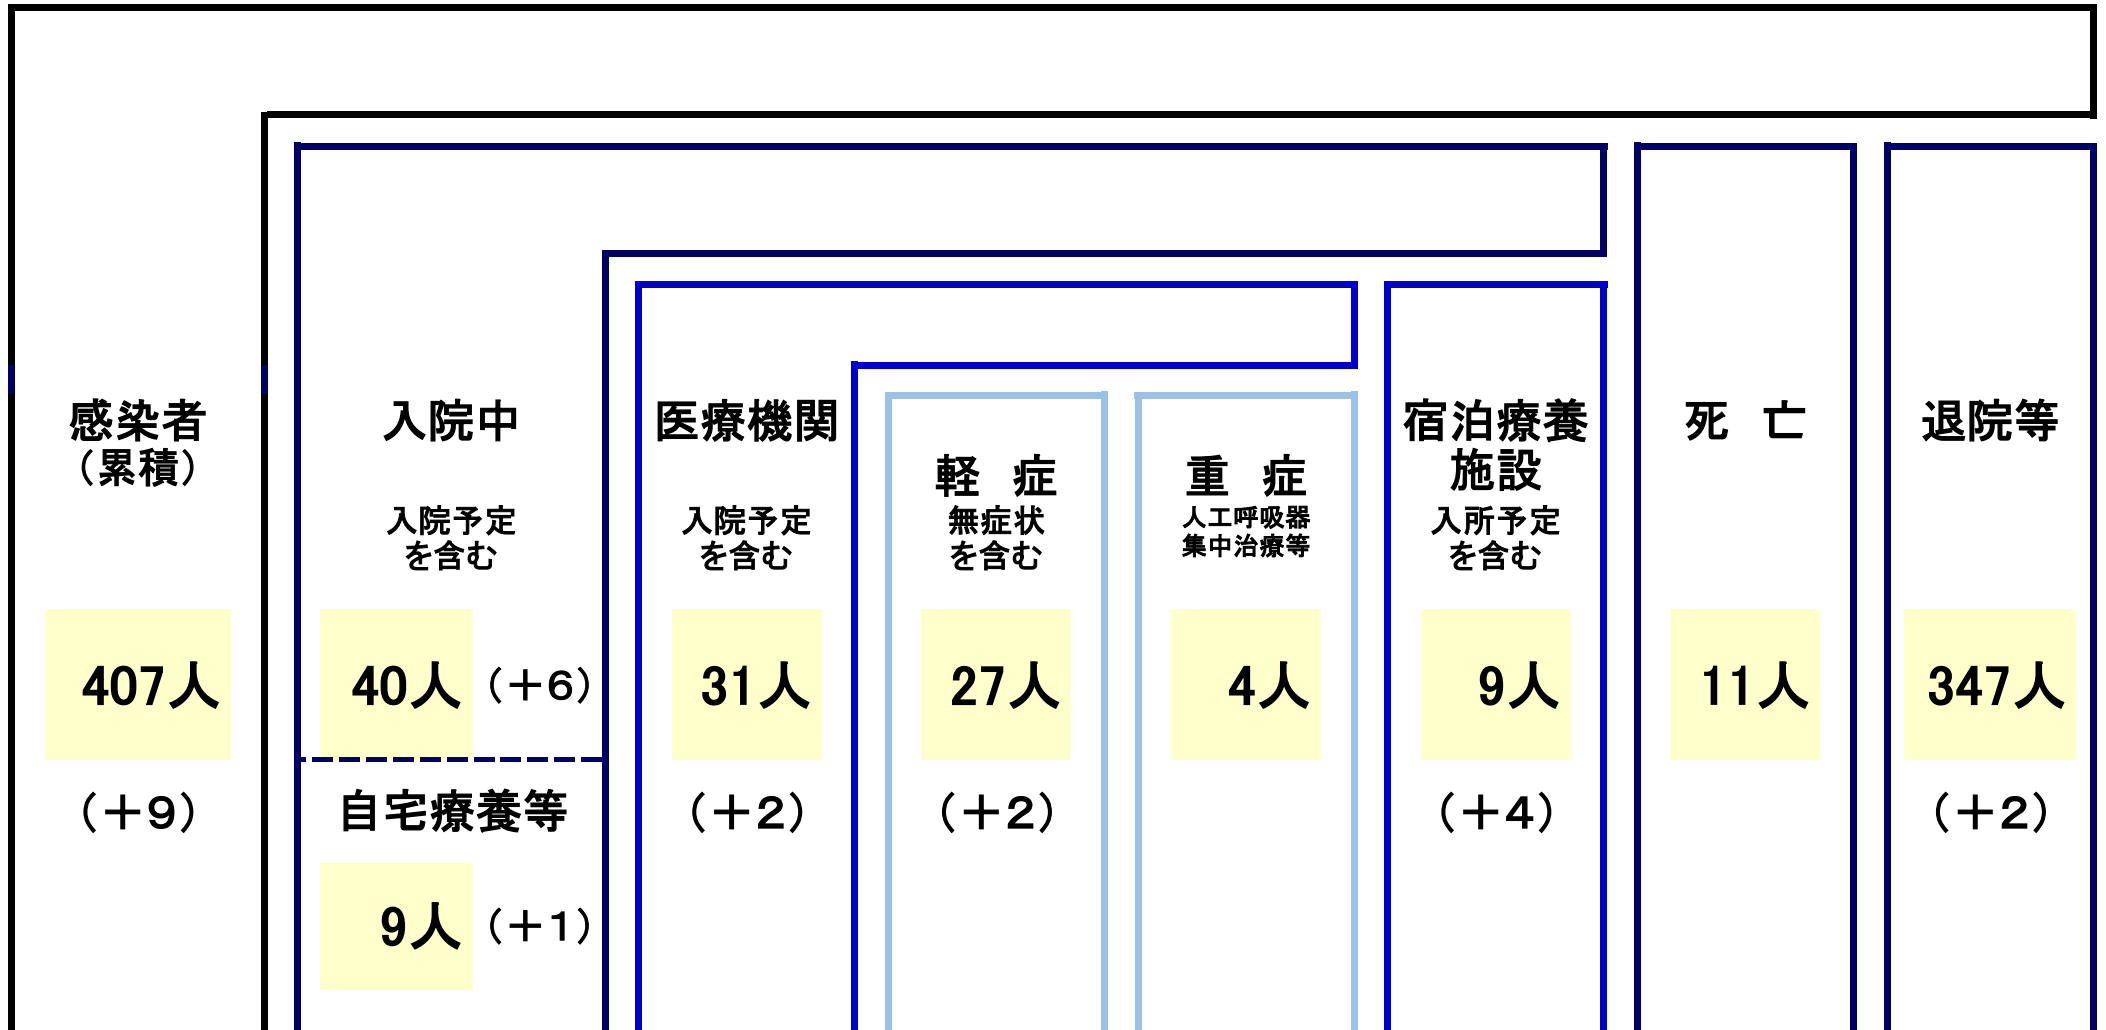 感染者
（累積）
407人
（＋9）
入院中
入院予定
を含む
40人 （＋6）
自宅療養等
9人 （＋1）
医療機関
入院予定
を含む
31人
（＋2）
軽 症
無症状
を含む
27人
（＋2）
重 症
人工呼吸器
集中治療等
4人
宿泊療養
施設
入所予定
を含む
9人
（＋4）
死 亡
11人
退院等
347人
（＋2）